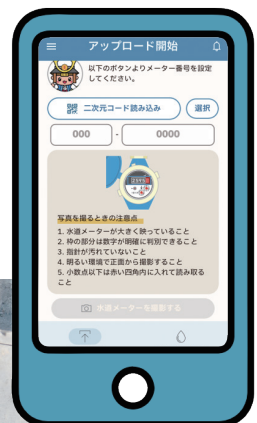 アップロード開始
以下のボタンよりメーター番号を設定
してください。
二次元コード読み込み
選択
000 - 0000
写真を撮るときの注意点
1. 水道メーターが大きく映っていること
2. 枠の部分は数字が明確に判別できること
3. 指針が汚れていないこと
4. 明るい環境で正面から撮影すること
5. 小数点以下は赤い四角内に入れて読み取る
こと
水道メーターを撮影する